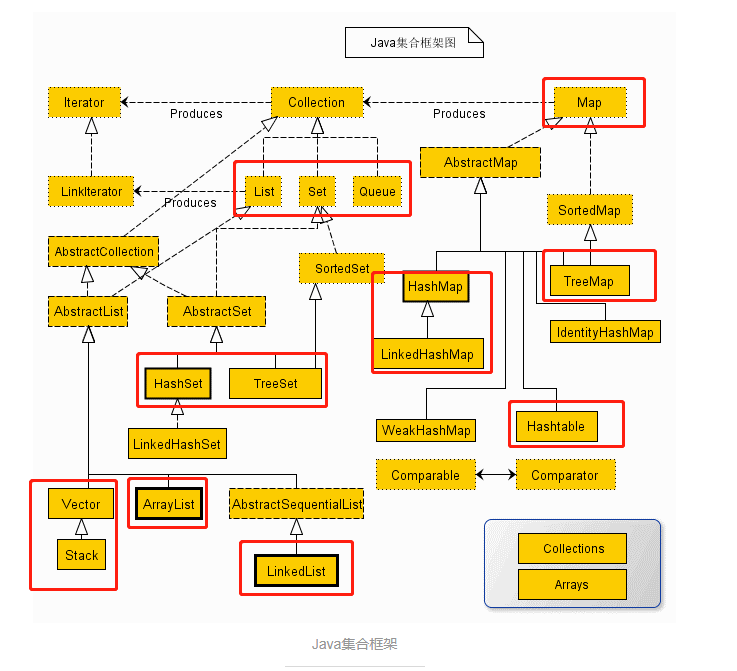 Java集合框架图
Iterator
Collection
Map
Produces
Produces
AbstractMap
LinkIterator
List
Set
Queue
Produces
SortedMap
AbstractCollection
SortedSet
TreeMap
HashMap
AbstractList
AbstractSet
IdentityHashMap
LinkedHashMap
HashSet
TreeSet
Hashtable
WeakHashMap
LinkedHashSet
Comparable
Comparator
Vector
ArrayList
AbstractSequentialList
Stack
Collections
LinkedList
Arrays
Java集合框架